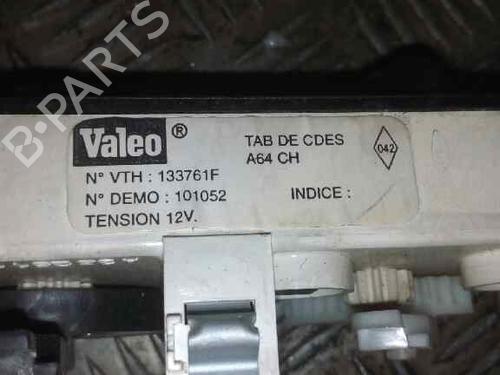 B-PARTS
Valeo ®
TAB DE CDES
A64 CH
042
N° VTH : 133761F
N° DEMO : 101052
INDICE :
TENSION 12V.